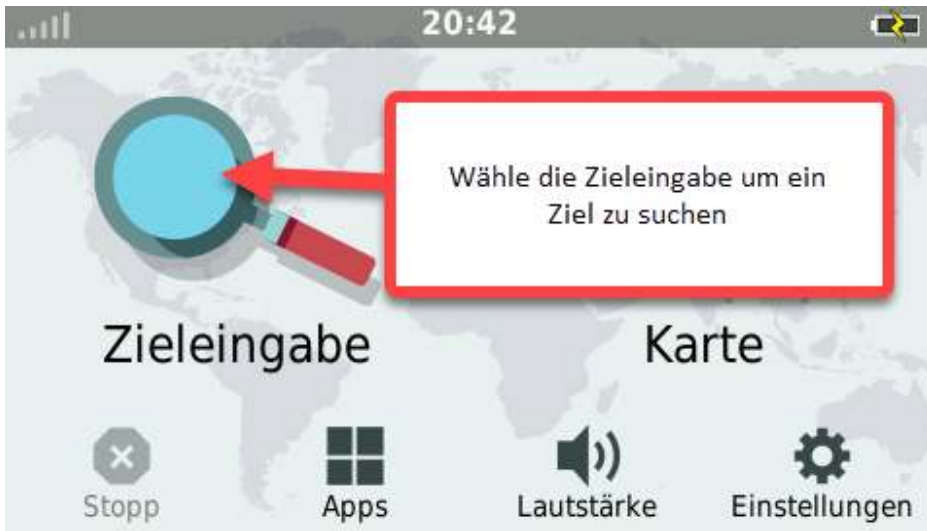 20:42
Wähle die Zieleingabe um ein
Ziel zu suchen
Zieleingabe
Karte
Stopp
Apps
Lautstärke
Einstellungen